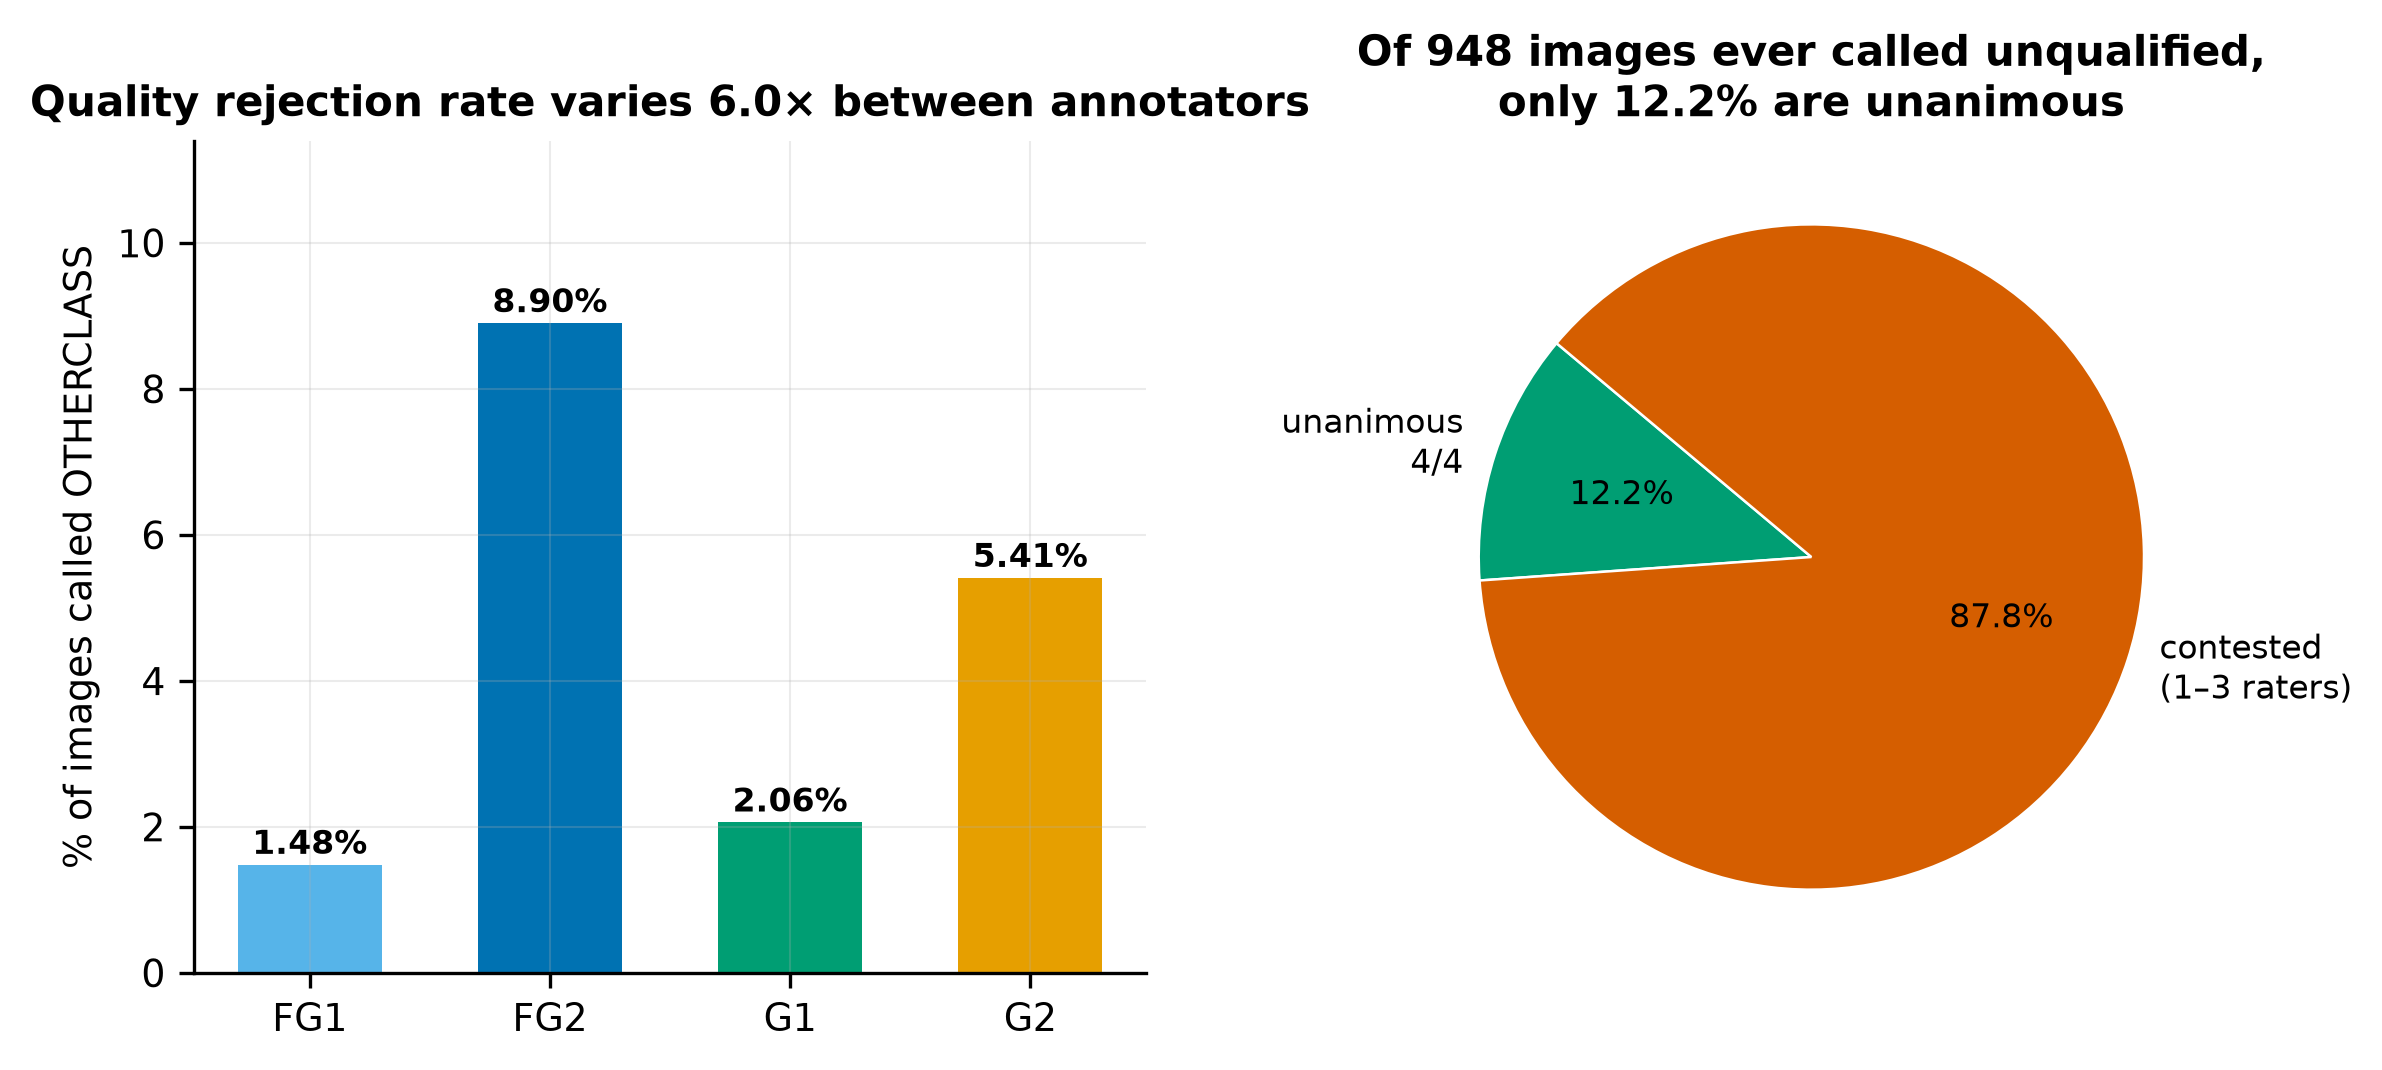 Quality rejection rate varies 6.0× between annotators
% of images called OTHERCLASS
10
8
6
4
2
0
1.48%
8.90%
2.06%
5.41%
FG1
FG2
G1
G2
Of 948 images ever called unqualified,
only 12.2% are unanimous
unanimous
4/4
12.2%
87.8%
contested
(1–3 raters)